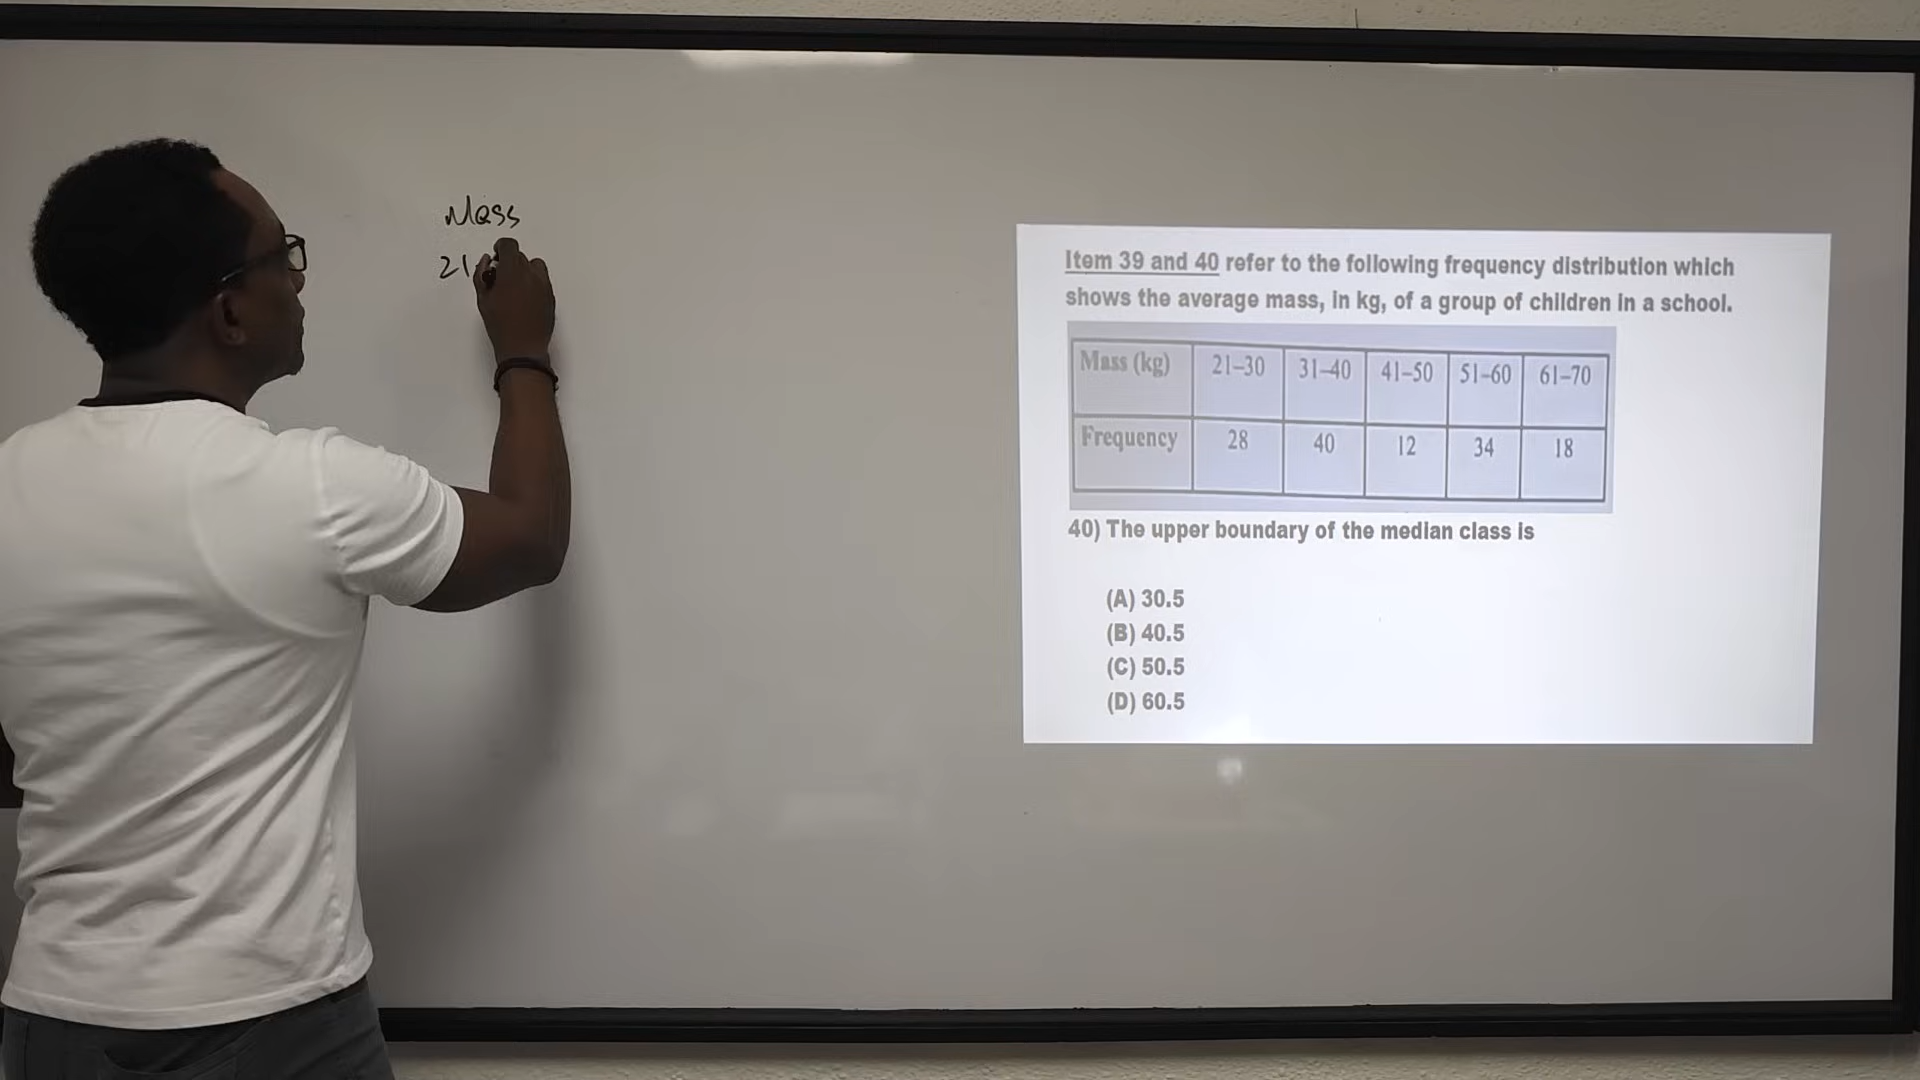 Mass
21
Item 39 and 40 refer to the following frequency distribution which
shows the average mass, in kg, of a group of children in a school.
Mass (kg) 21–30 31–40 41–50 51–60 61–70
Frequency 28 40 12 34 18
40) The upper boundary of the median class is
(A) 30.5
(B) 40.5
(C) 50.5
(D) 60.5